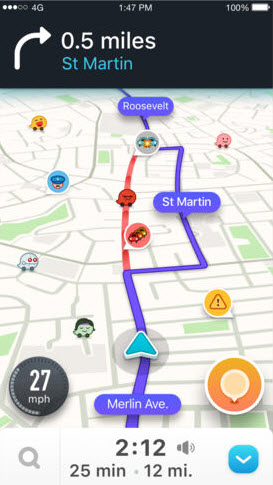 4G 1:47 PM 100%
0.5 miles
St Martin
Roosevelt
St Martin
27
mph
Merlin Ave.
2:12
25 min • 12 mi.